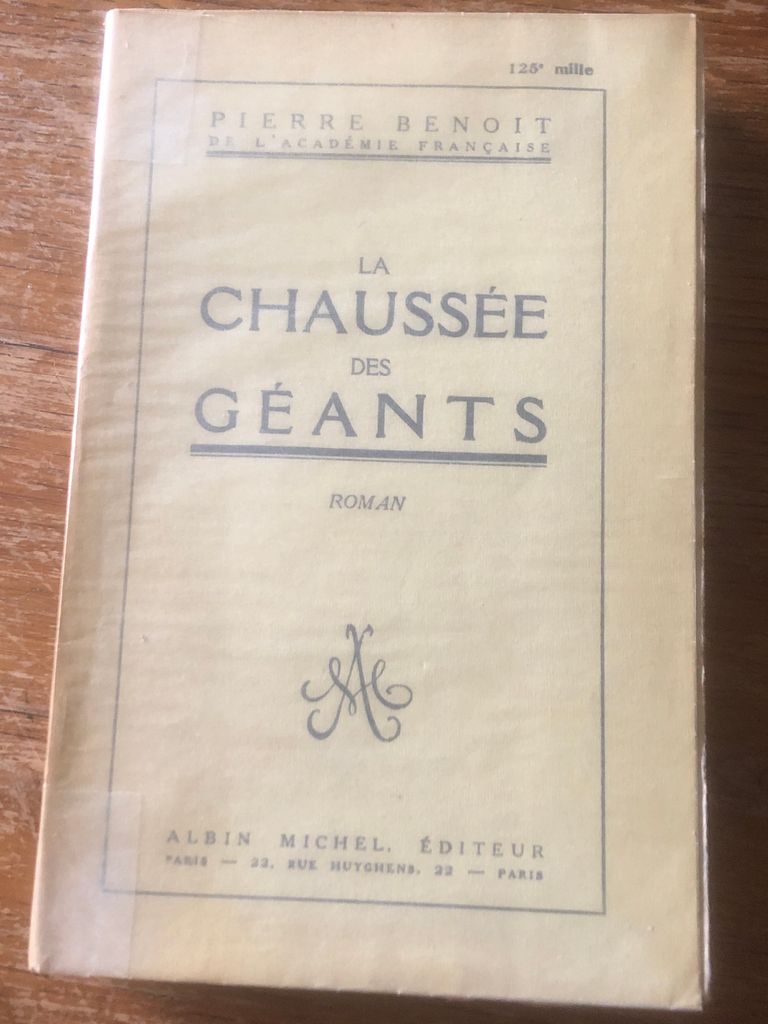 125e mille
PIERRE BENOIT
DE L'ACADÉMIE FRANÇAISE
LA
CHAUSSÉE
DES
GÉANTS
ROMAN
ALBIN MICHEL, ÉDITEUR
PARIS — 22, RUE HUYGHENS, 22 — PARIS